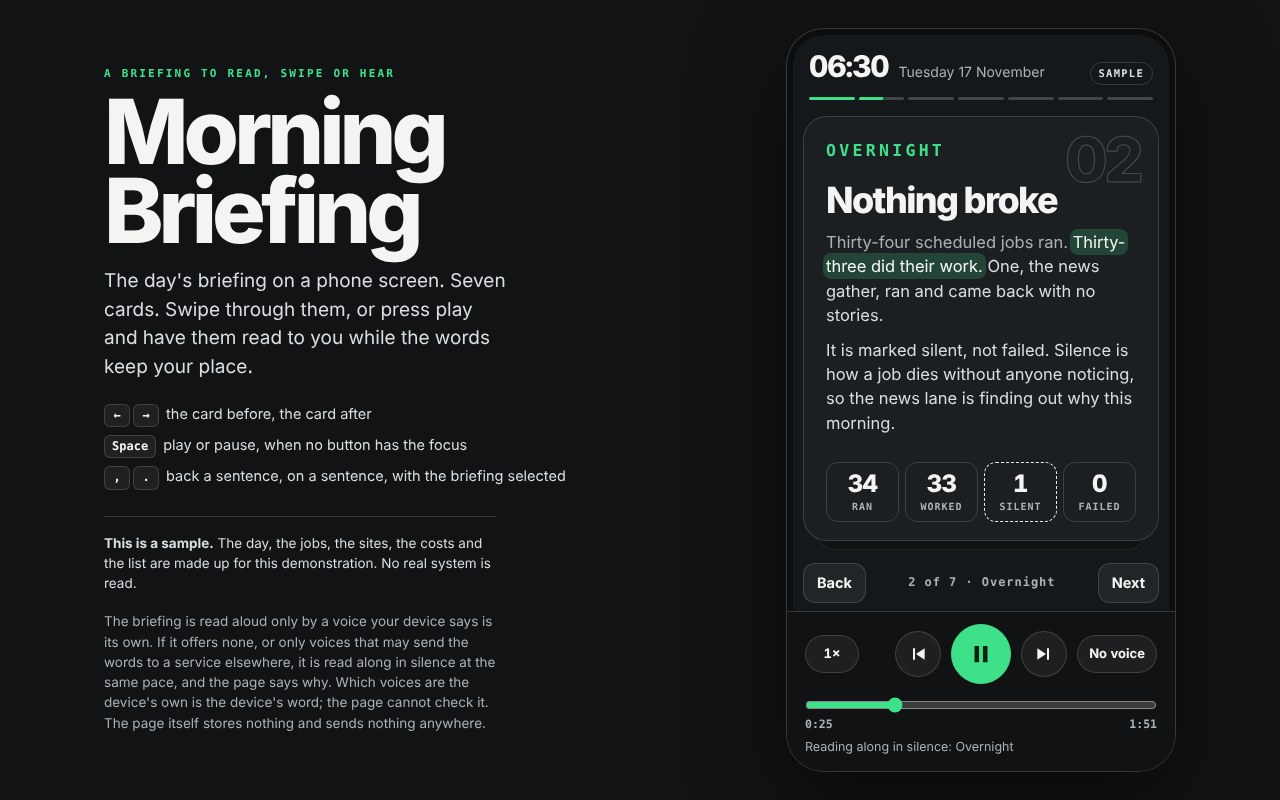 A BRIEFING TO READ, SWIPE OR HEAR
Morning
Briefing
The day's briefing on a phone screen. Seven
cards. Swipe through them, or press play
and have them read to you while the words
keep your place.
← → the card before, the card after
Space play or pause, when no button has the focus
, . back a sentence, on a sentence, with the briefing selected
This is a sample. The day, the jobs, the sites, the costs and
the list are made up for this demonstration. No real system is
read.
The briefing is read aloud only by a voice your device says is
its own. If it offers none, or only voices that may send the
words to a service elsewhere, it is read along in silence at the
same pace, and the page says why. Which voices are the
device's own is the device's word; the page cannot check it.
The page itself stores nothing and sends nothing anywhere.
06:30 Tuesday 17 November SAMPLE
OVERNIGHT 02
Nothing broke
Thirty-four scheduled jobs ran. Thirty-
three did their work. One, the news
gather, ran and came back with no
stories.
It is marked silent, not failed. Silence is
how a job dies without anyone noticing,
so the news lane is finding out why this
morning.
34 33 1 0
RAN WORKED SILENT FAILED
Back 2 of 7 · Overnight Next
1× No voice
0:25 1:51
Reading along in silence: Overnight